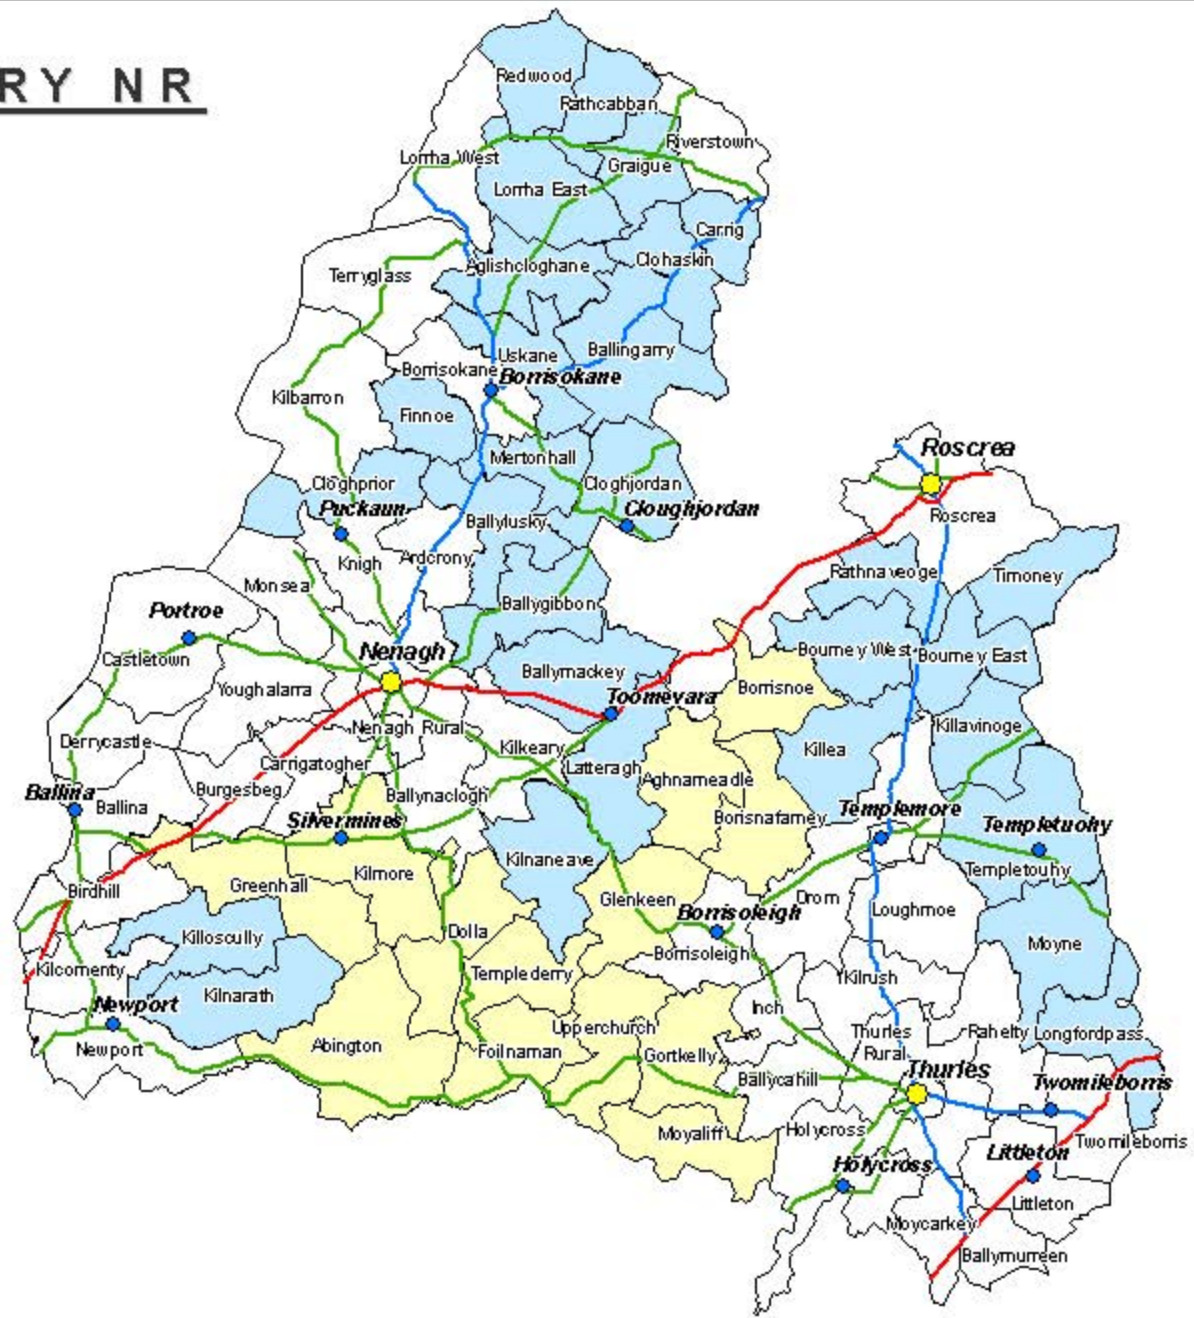 RY NR
Redwood
Rathcabban
Riverstown
Lorrha West
Graigue
Lorrha East
Carrig
Clohaskin
Aglishcloghane
Terryglass
Ballingarry
Uskane
Borrisokane
Borrisokane
Kilbarron
Finnoe
Roscrea
Mertonhall
Cloghprior
Cloghjordan
Puckaun
Cloughjordan
Roscrea
Ballylusky
Ardcrony
Knigh
Rathnaveoge
Timoney
Monsea
Ballygibbon
Portroe
Nenagh
Bourney West
Bourney East
Castletown
Ballymackey
Youghalarra
Borrisnoe
Toomevara
Nenagh Rural
Killavinoge
Derrycastle
Kilkeary
Killea
Carrigatogher
Latteragh
Aghnameadle
Burgesbeg
Ballynaclogh
Ballina
Ballina
Templemore
Silvermines
Borisnafarney
Templetuohy
Kilnaneave
Templetouhy
Kilmore
Greenhall
Birdhill
Drom
Glenkeen
Loughmoe
Borrisoleigh
Killoscully
Dolla
Moyne
Borrisoleigh
Kilcomenty
Templederry
Kilrush
Kilnarath
Newport
Inch
Upperchurch
Thurles
Rural
Rahelty
Longfordpass
Abington
Newport
Foilnaman
Gortkelly
Thurles
Ballycahill
Twomileborris
Holycross
Moyaliff
Twomileborris
Littleton
Holycross
Littleton
Moycarkey
Ballymurreen